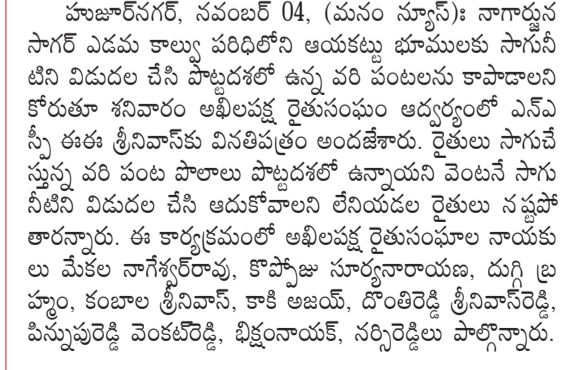 హుజూర్‌నగర్, నవంబర్ 04, (మనం న్యూస్): నాగార్జున
సాగర్ ఎడమ కాల్వ పరిధిలోని ఆయకట్టు భూములకు సాగునీ
టిని విడుదల చేసి పొట్టదశలో ఉన్న వరి పంటలను కాపాడాలని
కోరుతూ శనివారం అఖిలపక్ష రైతుసంఘం ఆధ్వర్యంలో ఎన్ఎ
స్పీ ఈఈ శ్రీనివాస్‌కు వినతిపత్రం అందజేశారు. రైతులు సాగుచే
స్తున్న వరి పంట పొలాలు పొట్టదశలో ఉన్నాయని వెంటనే సాగు
నీటిని విడుదల చేసి ఆదుకోవాలని లేనియడల రైతులు నష్టపో
తారన్నారు. ఈ కార్యక్రమంలో అఖిలపక్ష రైతుసంఘాల నాయకు
లు మేకల నాగేశ్వర్‌రావు, కొప్పోజు సూర్యనారాయణ, దుగ్గి బ్ర
హ్మం, కంబాల శ్రీనివాస్, కాకి అజయ్, దొంతిరెడ్డి శ్రీనివాస్‌రెడ్డి,
పిన్నపురెడ్డి వెంకట్‌రెడ్డి, భిక్షంనాయక్, నర్సిరెడ్డిలు పాల్గొన్నారు.